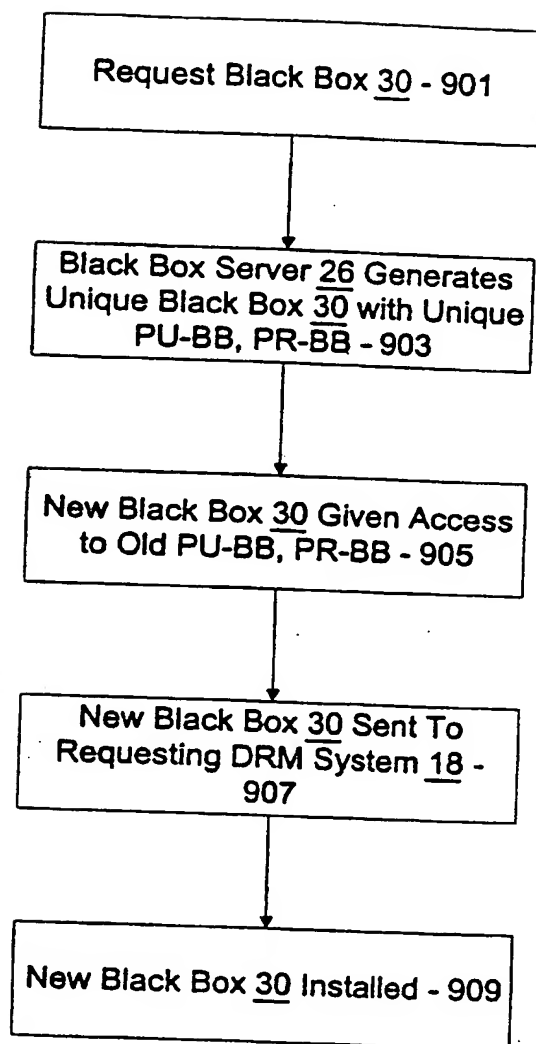 Request Black Box 30 - 901
Black Box Server 26 Generates
Unique Black Box 30 with Unique
PU-BB, PR-BB - 903
New Black Box 30 Given Access
to Old PU-BB, PR-BB - 905
New Black Box 30 Sent To
Requesting DRM System 18 -
907
New Black Box 30 Installed - 909